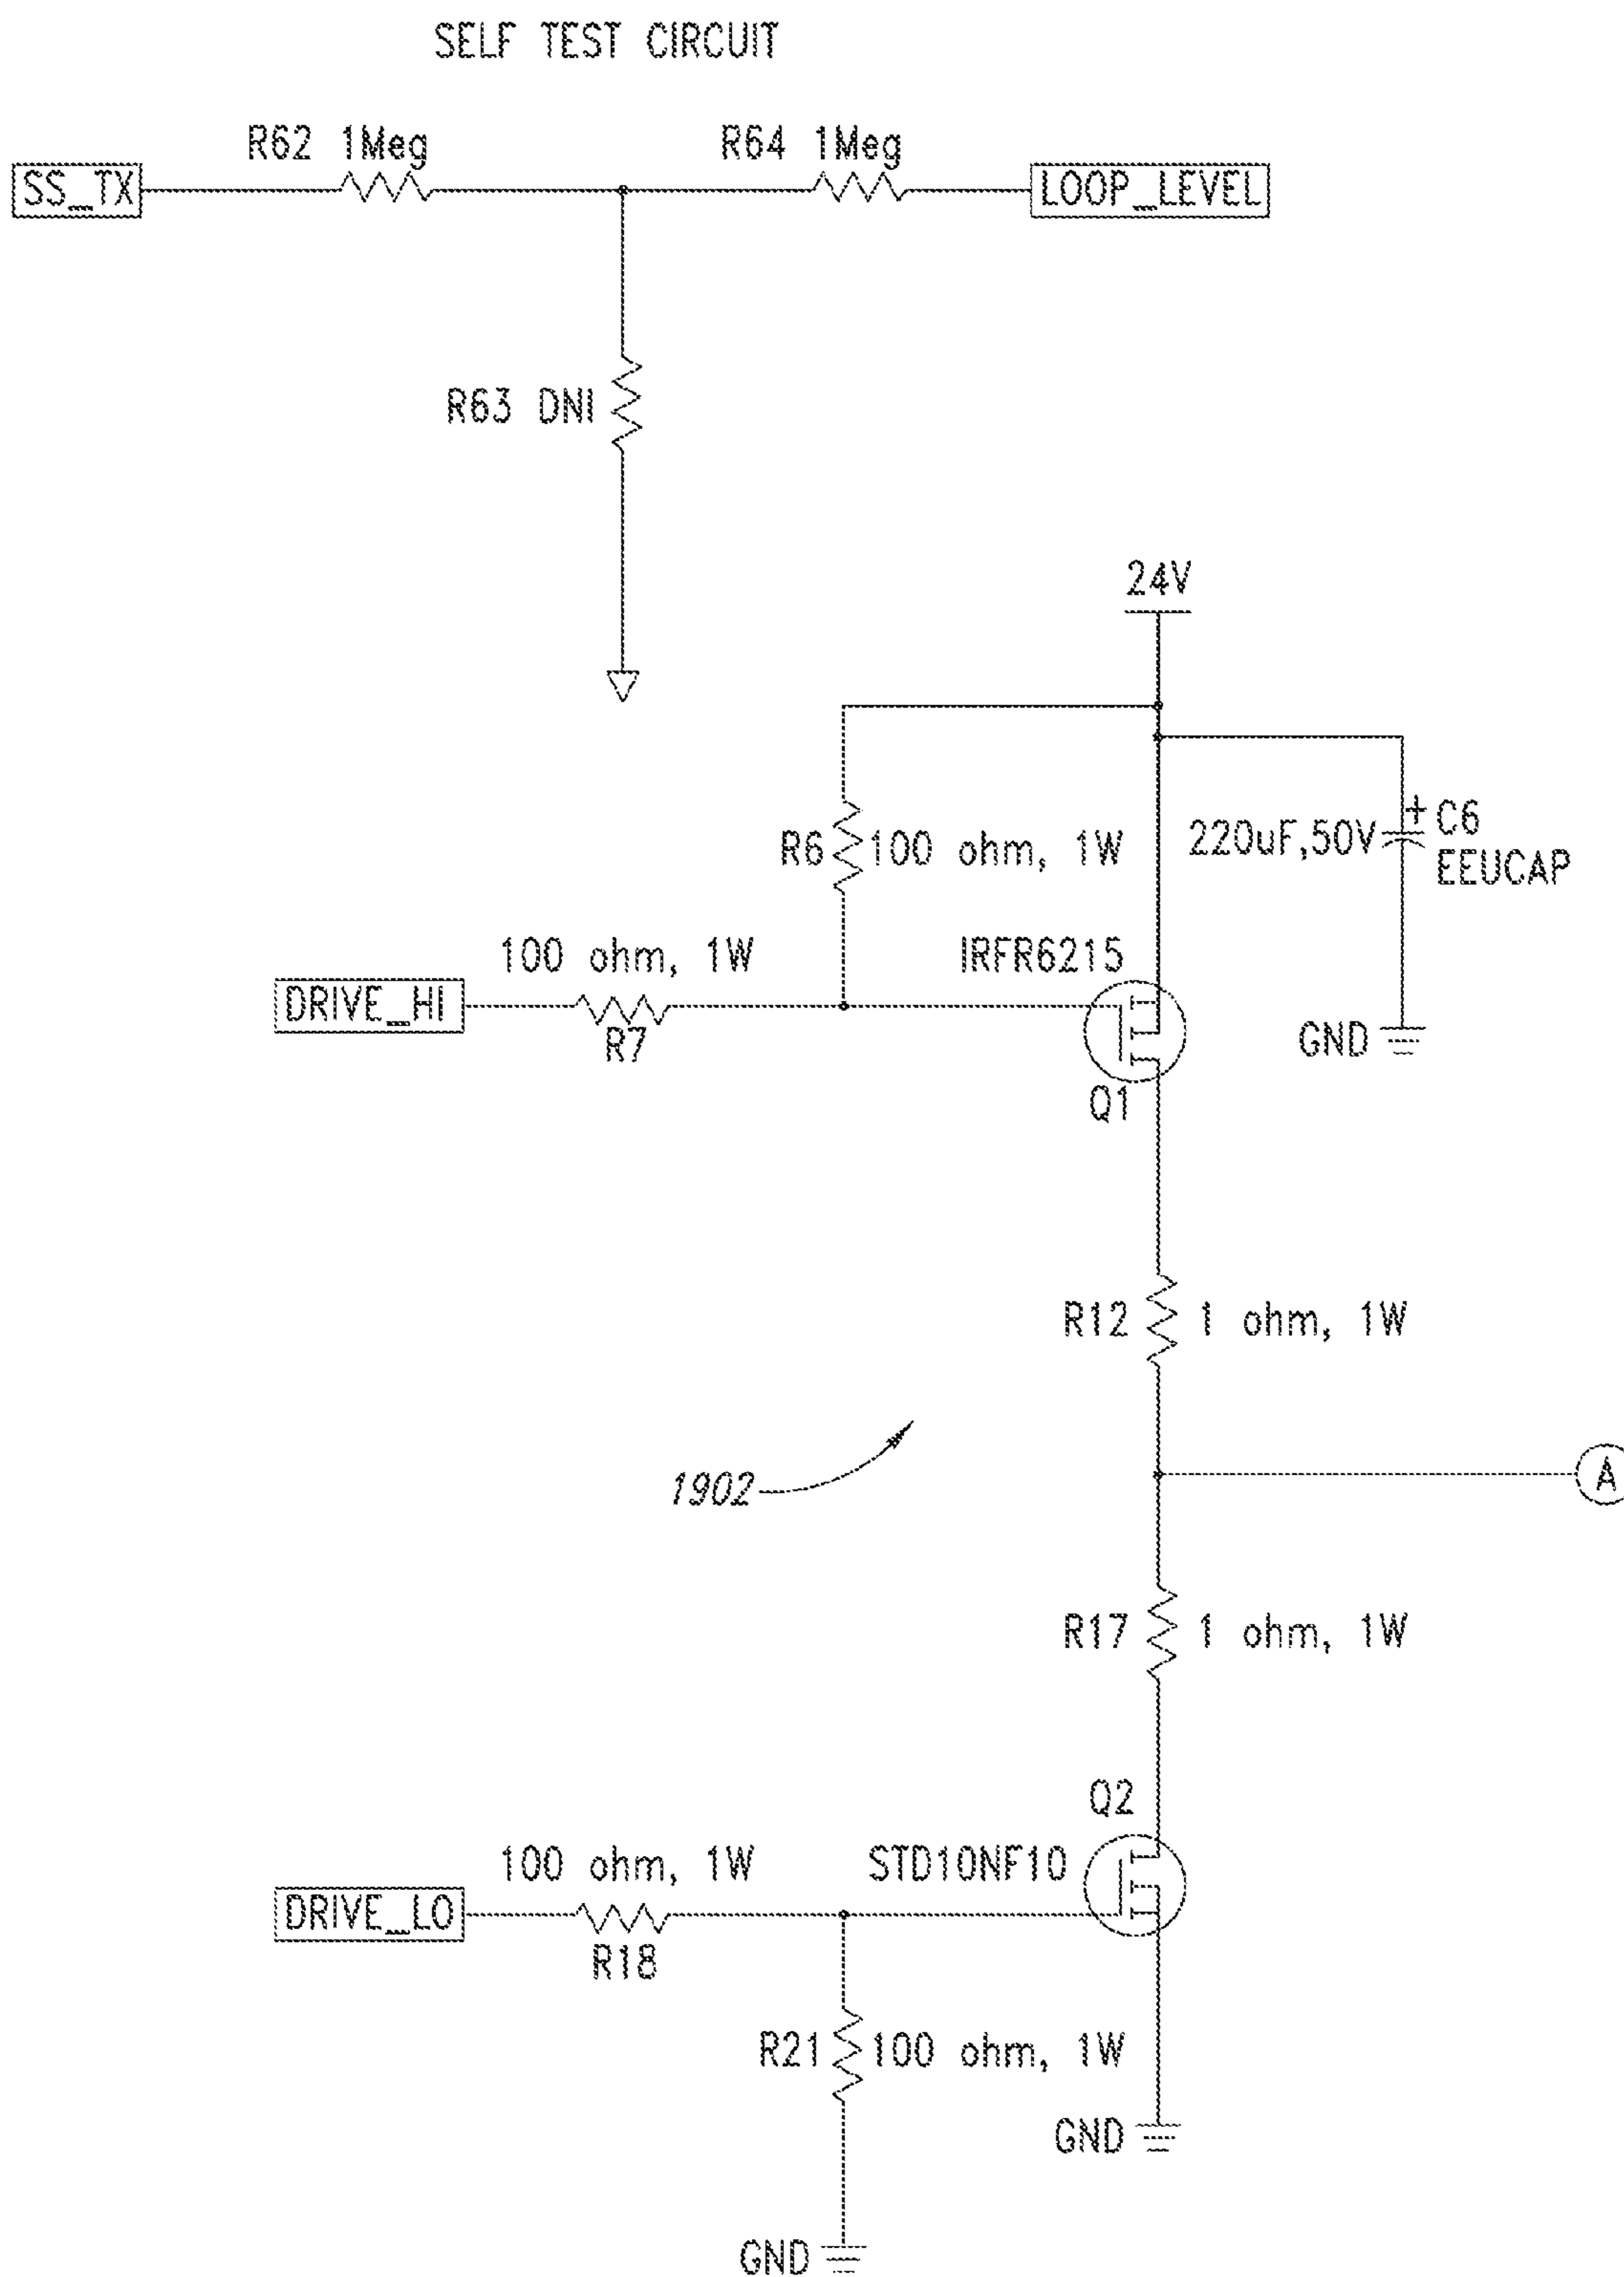 SELF TEST CIRCUIT
R62 1Meg
R64 1Meg
SS_TX
LOOP_LEVEL
R63 DNI
24V
R6
100 ohm, 1W
220uF,50V
+
C6
EEUCAP
100 ohm, 1W
IRFR6215
DRIVE_HI
R7
GND
Q1
R12
1 ohm, 1W
1902
A
R17
1 ohm, 1W
Q2
100 ohm, 1W
STD10NF10
DRIVE_LO
R18
R21
100 ohm, 1W
GND
GND